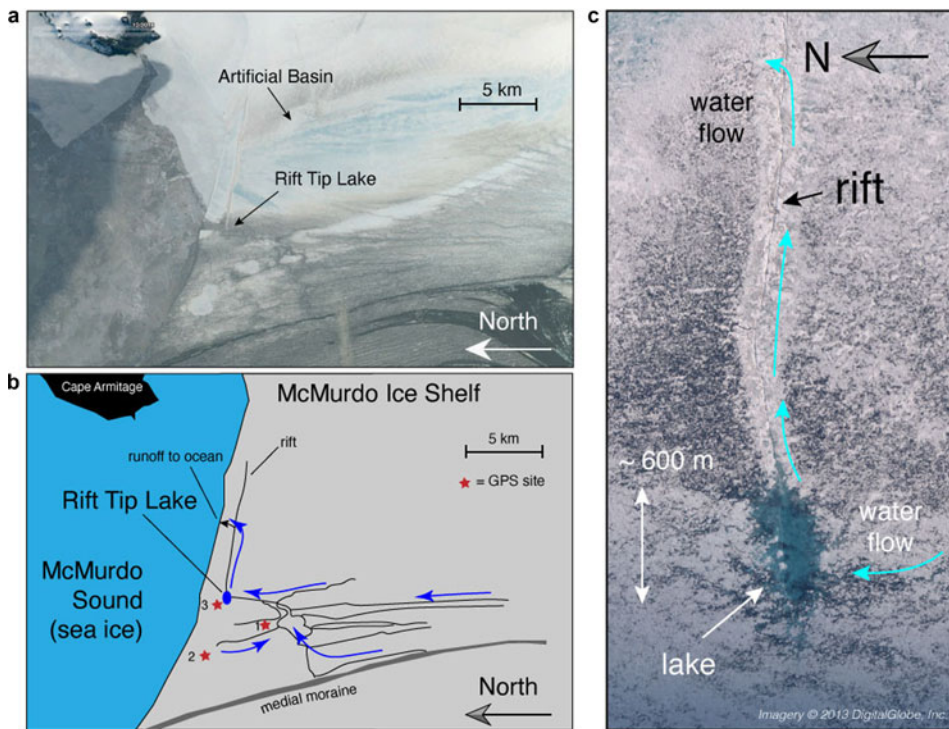 a
Artificial Basin
5 km
Rift Tip Lake
North
b
Cape Armitage
McMurdo Ice Shelf
rift
5 km
runoff to ocean
= GPS site
Rift Tip Lake
McMurdo
Sound
(sea ice)
3
1
2
medial moraine
North
c
N
water
flow
rift
~ 600 m
water
flow
lake
Imagery © 2013 DigitalGlobe, Inc.